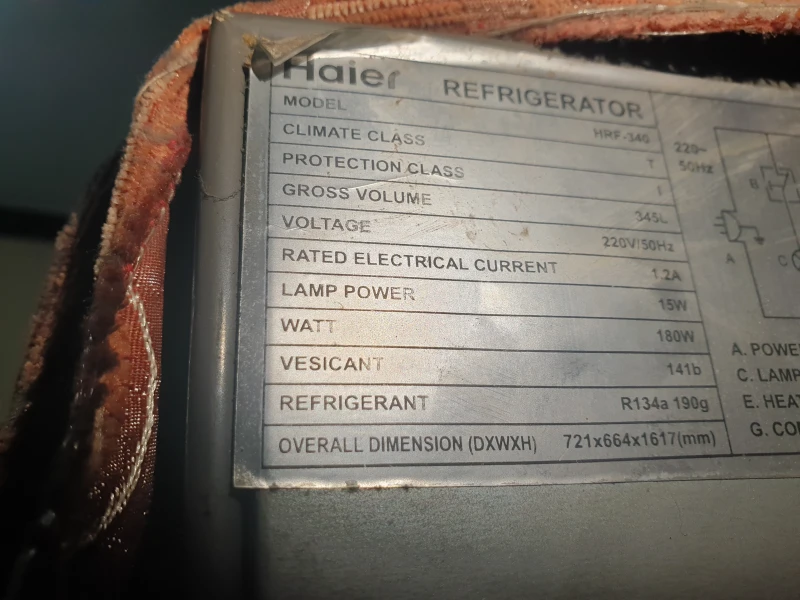 Haier REFRIGERATOR
MODEL HRF-340
CLIMATE CLASS T
PROTECTION CLASS I
GROSS VOLUME 345L
VOLTAGE 220V/50Hz
RATED ELECTRICAL CURRENT 1.2A
LAMP POWER 15W
WATT 180W
VESICANT 141b
REFRIGERANT R134a 190g
OVERALL DIMENSION (DXWXH) 721x664x1617(mm)
220~
50Hz
B
A
C
A. POWE
C. LAMP
E. HEA
G. CO